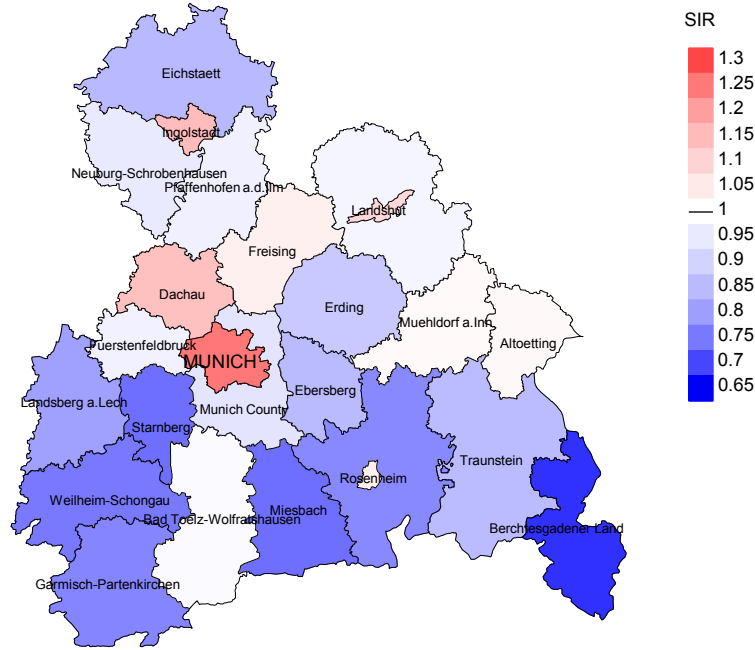 SIR
1.3
1.25
1.2
1.15
1.1
1.05
1
0.95
0.9
0.85
0.8
0.75
0.7
0.65
Eichstaett
Ingolstadt
Neuburg-Schrobenhausen
Pfaffenhofen a.d.Ilm
Landshut
Freising
Dachau
Erding
Muehldorf a.Inn
Altoetting
Fuerstenfeldbruck
MUNICH
Ebersberg
Landsberg a.Lech
Munich County
Starnberg
Traunstein
Rosenheim
Weilheim-Schongau
Miesbach
Bad Toelz-Wolfratshausen
Berchtesgadener Land
Garmisch-Partenkirchen